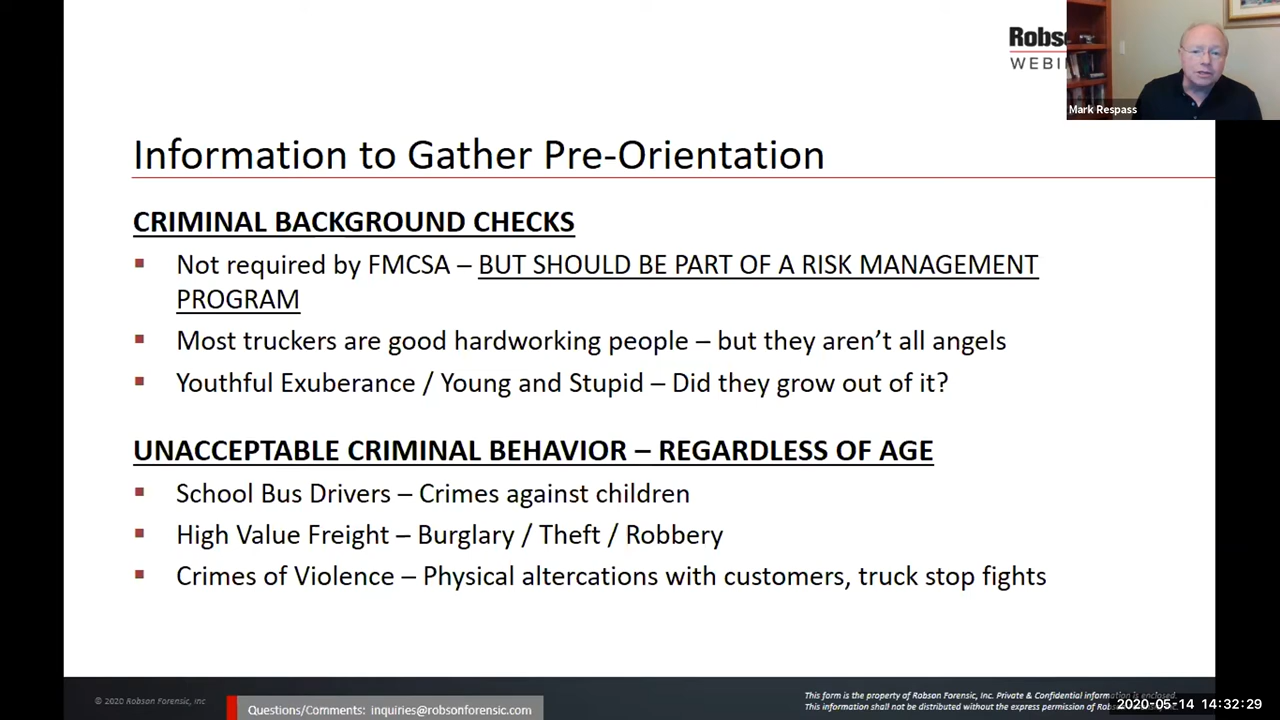 Robs
WEBI
Mark Respass
Information to Gather Pre-Orientation
CRIMINAL BACKGROUND CHECKS
Not required by FMCSA – BUT SHOULD BE PART OF A RISK MANAGEMENT
PROGRAM
Most truckers are good hardworking people – but they aren't all angels
Youthful Exuberance / Young and Stupid – Did they grow out of it?
UNACCEPTABLE CRIMINAL BEHAVIOR – REGARDLESS OF AGE
School Bus Drivers – Crimes against children
High Value Freight – Burglary / Theft / Robbery
Crimes of Violence – Physical altercations with customers, truck stop fights
© 2020 Robson Forensic, Inc
Questions/Comments: inquiries@robsonforensic.com
This form is the property of Robson Forensic, Inc. Private & Confidential information is enclosed.
This information shall not be distributed without the express permission of
2020-05-14 14:32:29